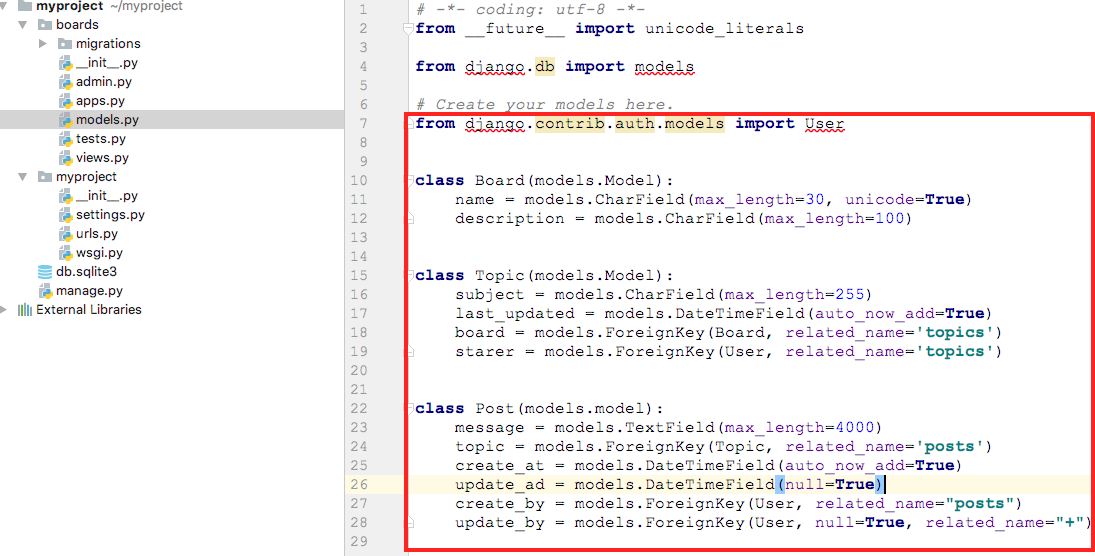 myproject ~/myproject
boards
migrations
__init__.py
admin.py
apps.py
models.py
tests.py
views.py
myproject
__init__.py
settings.py
urls.py
wsgi.py
db.sqlite3
manage.py
External Libraries
1 # -*- coding: utf-8 -*-
2 from __future__ import unicode_literals
3
4 from django.db import models
5
6 # Create your models here.
7 from django.contrib.auth.models import User
8
9
10 class Board(models.Model):
11     name = models.CharField(max_length=30, unicode=True)
12     description = models.CharField(max_length=100)
13
14
15 class Topic(models.Model):
16     subject = models.CharField(max_length=255)
17     last_updated = models.DateTimeField(auto_now_add=True)
18     board = models.ForeignKey(Board, related_name='topics')
19     starer = models.ForeignKey(User, related_name='topics')
20
21
22 class Post(models.model):
23     message = models.TextField(max_length=4000)
24     topic = models.ForeignKey(Topic, related_name='posts')
25     create_at = models.DateTimeField(auto_now_add=True)
26     update_ad = models.DateTimeField(null=True)
27     create_by = models.ForeignKey(User, related_name="posts")
28     update_by = models.ForeignKey(User, null=True, related_name="+")
29